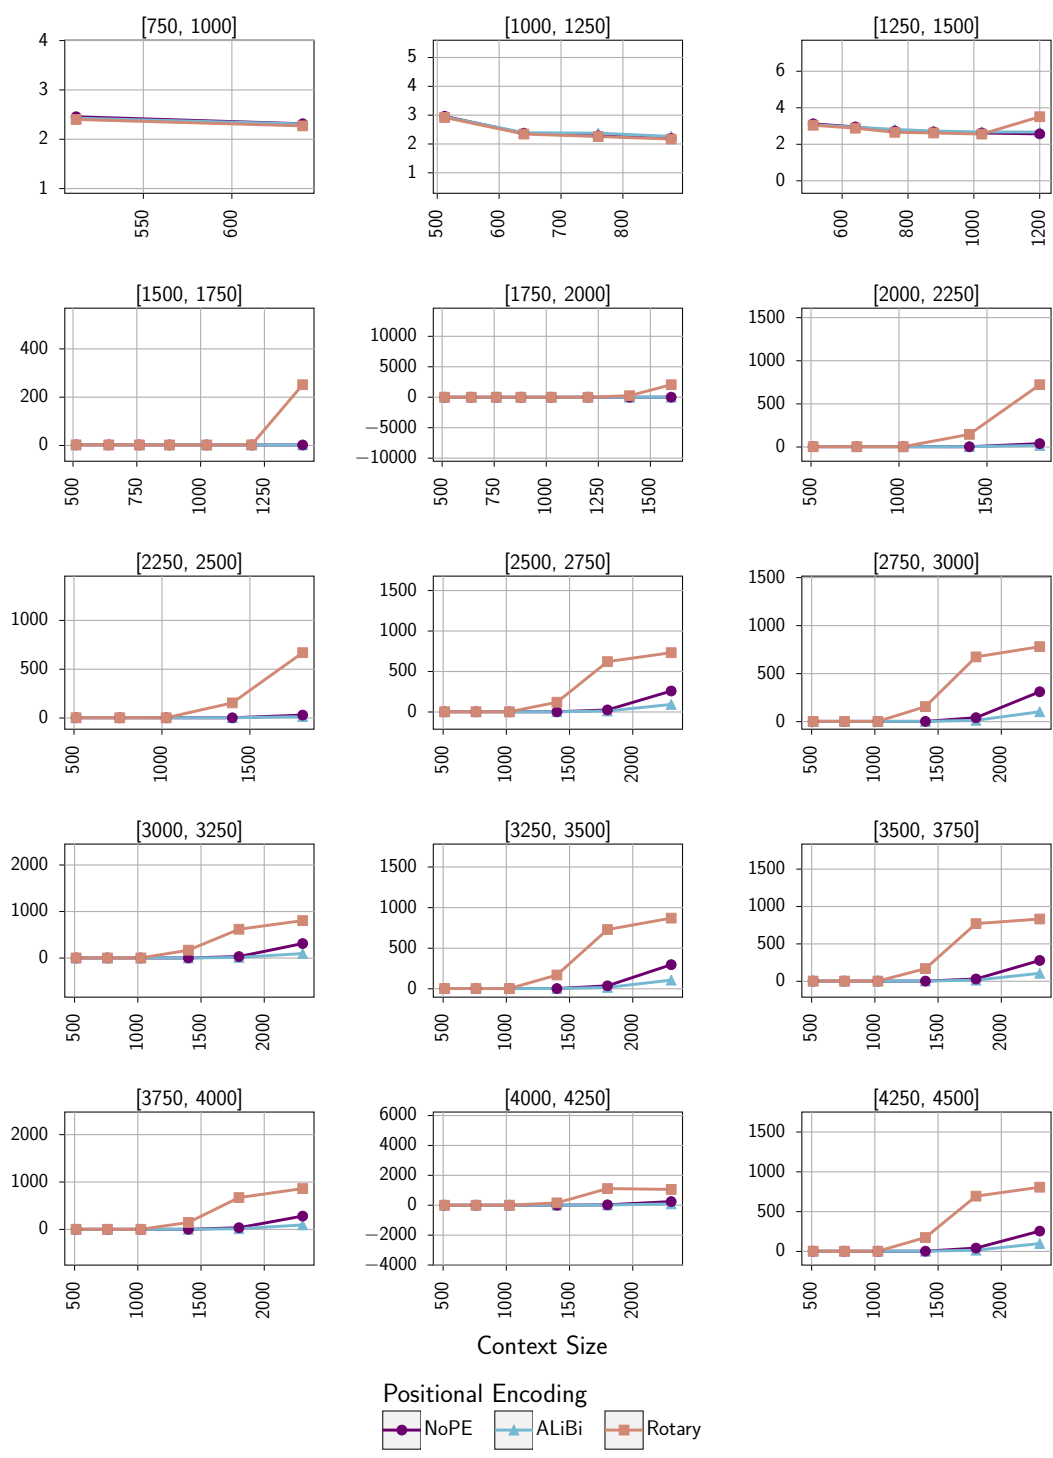 [750, 1000] [1000, 1250] [1250, 1500]
4
3
2
1
550 600
5
4
3
2
1
500 600 700 800
6
4
2
0
600 800 1000 1200
[1500, 1750] [1750, 2000] [2000, 2250]
400
200
0
500 750 1000 1250
10000
5000
0
−5000
−10000
500 750 1000 1250 1500
1500
1000
500
0
500 1000 1500
[2250, 2500] [2500, 2750] [2750, 3000]
1000
500
0
500 1000 1500
1500
1000
500
0
500 1000 1500 2000
1500
1000
500
0
500 1000 1500 2000
[3000, 3250] [3250, 3500] [3500, 3750]
2000
1000
0
500 1000 1500 2000
1500
1000
500
0
500 1000 1500 2000
1500
1000
500
0
500 1000 1500 2000
[3750, 4000] [4000, 4250] [4250, 4500]
2000
1000
0
500 1000 1500 2000
6000
4000
2000
0
−2000
−4000
500 1000 1500 2000
1500
1000
500
0
500 1000 1500 2000
Context Size
Positional Encoding
NoPE ALiBi Rotary